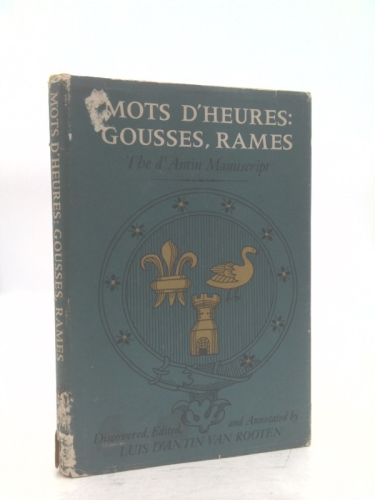 MOTS D'HEURES: GOUSSES, RAMES
MOTS D'HEURES:
GOUSSES, RAMES
The d'Antin Manuscript
Discovered, Edited, and Annotated by
LUIS D'ANTIN VAN ROOTEN